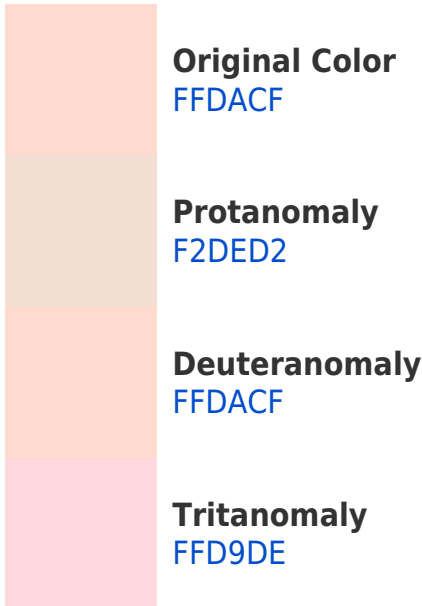 Original Color
FFDACF
Protanomaly
F2DED2
Deuteranomaly
FFDACF
Tritanomaly
FFD9DE